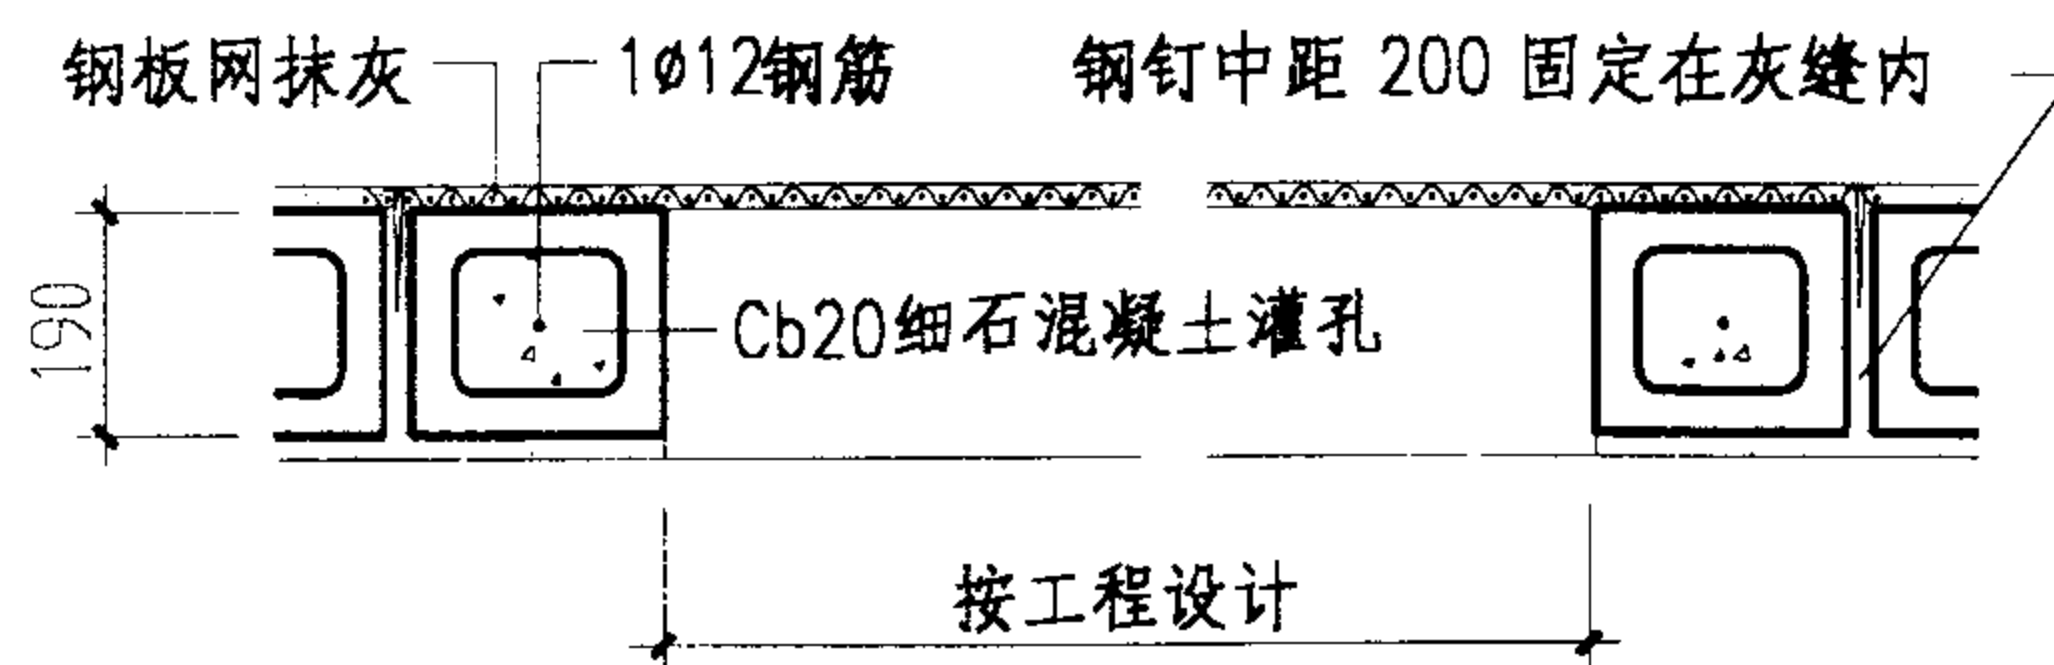 钢板网抹灰
1ø12钢筋
钢钉中距 200 固定在灰缝内
190
Cb20细石混凝土灌孔
按工程设计